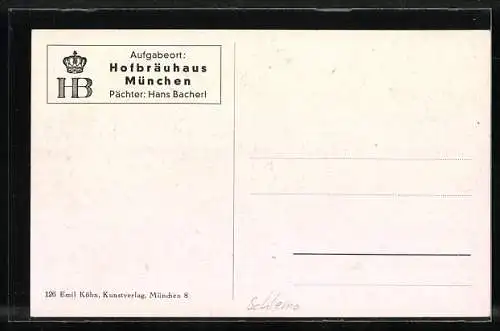 Aufgabeort:
Hofbräuhaus
München
Pächter: Hans Bacherl
HB
126 Emil Köhn, Kunstverlag, München 8